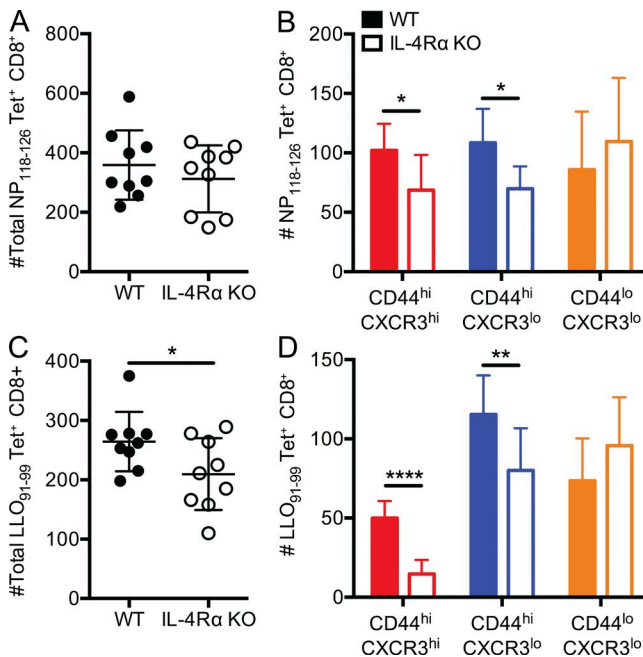 A
#Total NP118-126 Tet+ CD8+
800
600
400
200
0
WT
IL-4Rα KO
B
WT
IL-4Rα KO
# NP118-126 Tet+ CD8+
200
150
100
50
0
*
*
CD44hi
CXCR3hi
CD44hi
CXCR3lo
CD44lo
CXCR3lo
C
#Total LLO91-99 Tet+ CD8+
400
300
200
100
0
*
WT
IL-4Rα KO
D
# LLO91-99 Tet+ CD8+
150
100
50
0
****
**
CD44hi
CXCR3hi
CD44hi
CXCR3lo
CD44lo
CXCR3lo